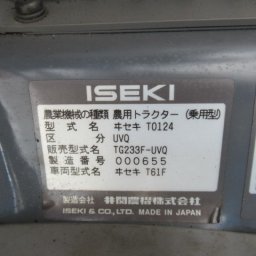 ISEKI
農業機械の種類 農用トラクター (乗用型)
型式名 ヰセキ T0124
区分 UVQ
販売型式名 TG233F-UVQ
製造番号 000655
車両型式名 ヰセキ T61F
製造会社 井関農機株式会社
ISEKI & CO., LTD. MADE IN JAPAN